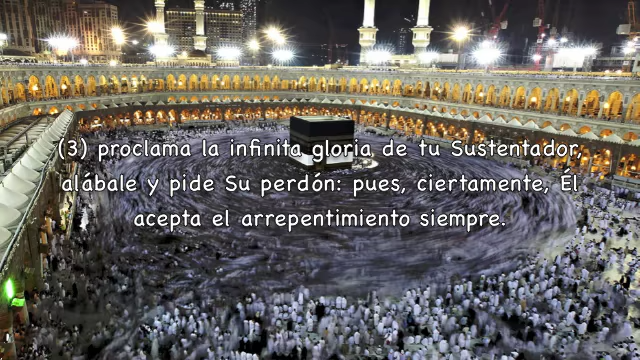 (3) proclama la infinita gloria de tu Sustentador,
alábale y pide Su perdón: pues, ciertamente, Él
acepta el arrepentimiento siempre.